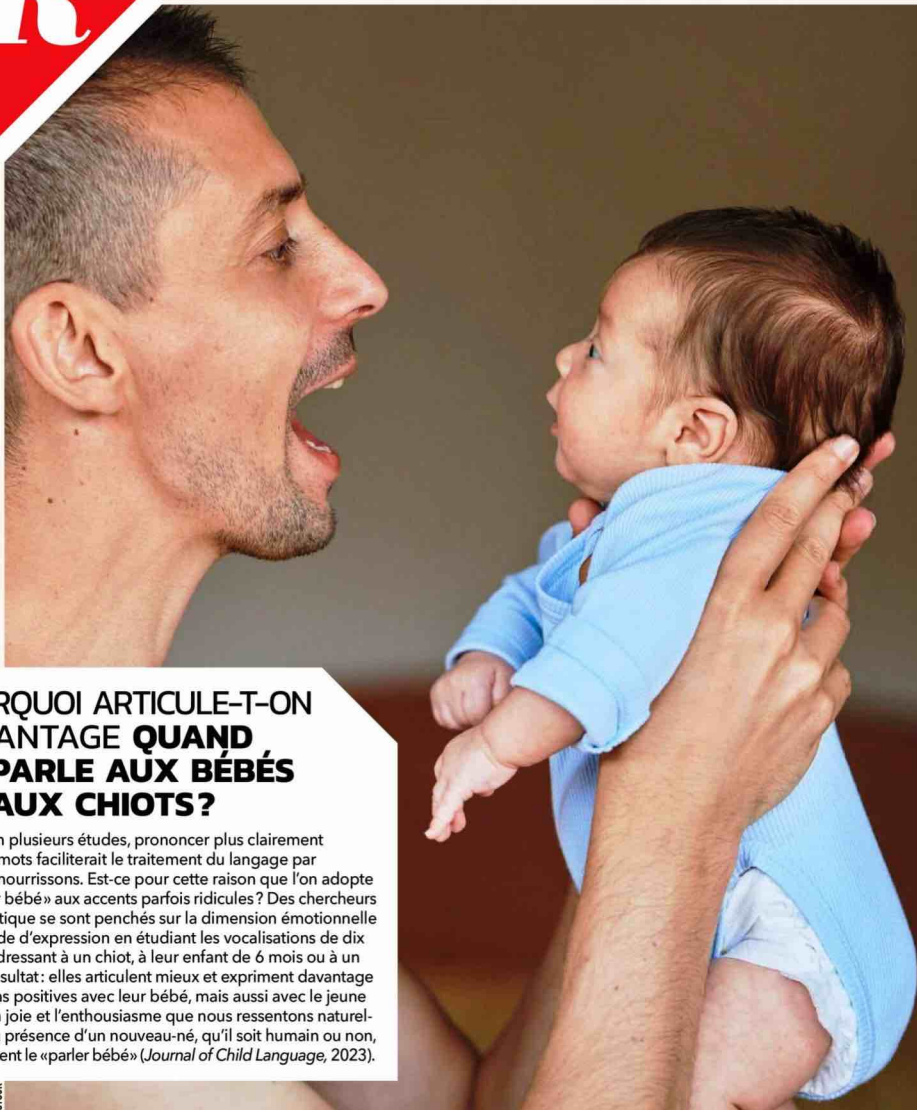 R
RQUOI ARTICULE-T-ON
ANTAGE QUAND
PARLE AUX BÉBÉS
AUX CHIOTS?
n plusieurs études, prononcer plus clairement
mots faciliterait le traitement du langage par
nourrissons. Est-ce pour cette raison que l'on adopte
r bébé» aux accents parfois ridicules? Des chercheurs
tique se sont penchés sur la dimension émotionnelle
de d'expression en étudiant les vocalisations de dix
dressant à un chiot, à leur enfant de 6 mois ou à un
sultat: elles articulent mieux et expriment davantage
ns positives avec leur bébé, mais aussi avec le jeune
joie et l'enthousiasme que nous ressentons naturel-
présence d'un nouveau-né, qu'il soit humain ou non,
ent le «parler bébé» (Journal of Child Language, 2023).